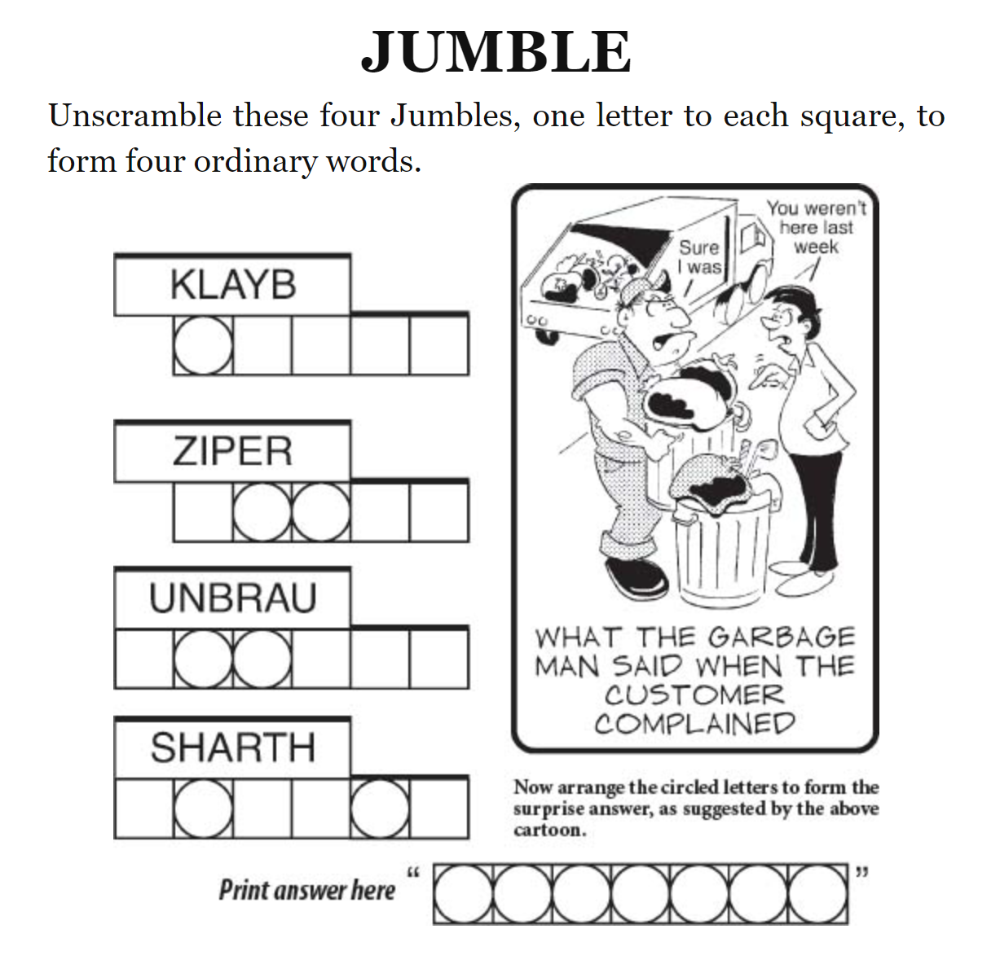 JUMBLE
Unscramble these four Jumbles, one letter to each square, to
form four ordinary words.
KLAYB
ZIPER
UNBRAU
SHARTH
You weren't
here last
week
Sure
I was
WHAT THE GARBAGE
MAN SAID WHEN THE
CUSTOMER
COMPLAINED
Now arrange the circled letters to form the
surprise answer, as suggested by the above
cartoon.
Print answer here “ ”